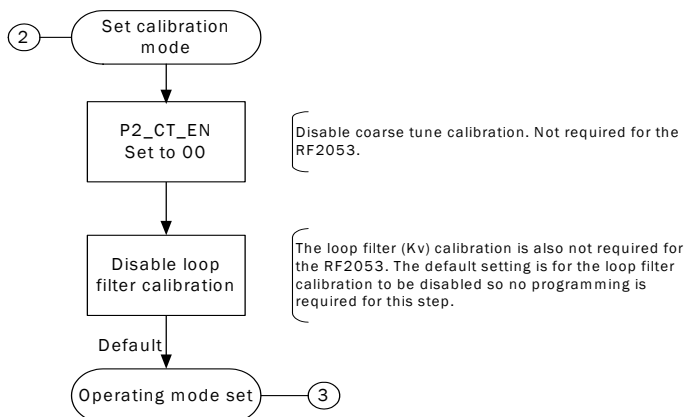 2
Set calibration
mode
P2_CT_EN
Set to 00
Disable coarse tune calibration. Not required for the
RF2053.
Disable loop
filter calibration
The loop filter (Kv) calibration is also not required for
the RF2053. The default setting is for the loop filter
calibration to be disabled so no programming is
required for this step.
Default
Operating mode set
3